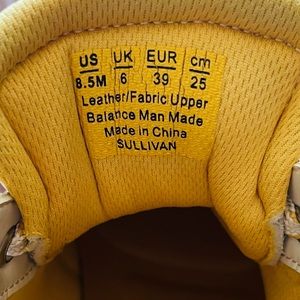 US UK EUR cm
8.5M 6 39 25
Leather/Fabric Upper
Balance Man Made
Made in China
SULLIVAN